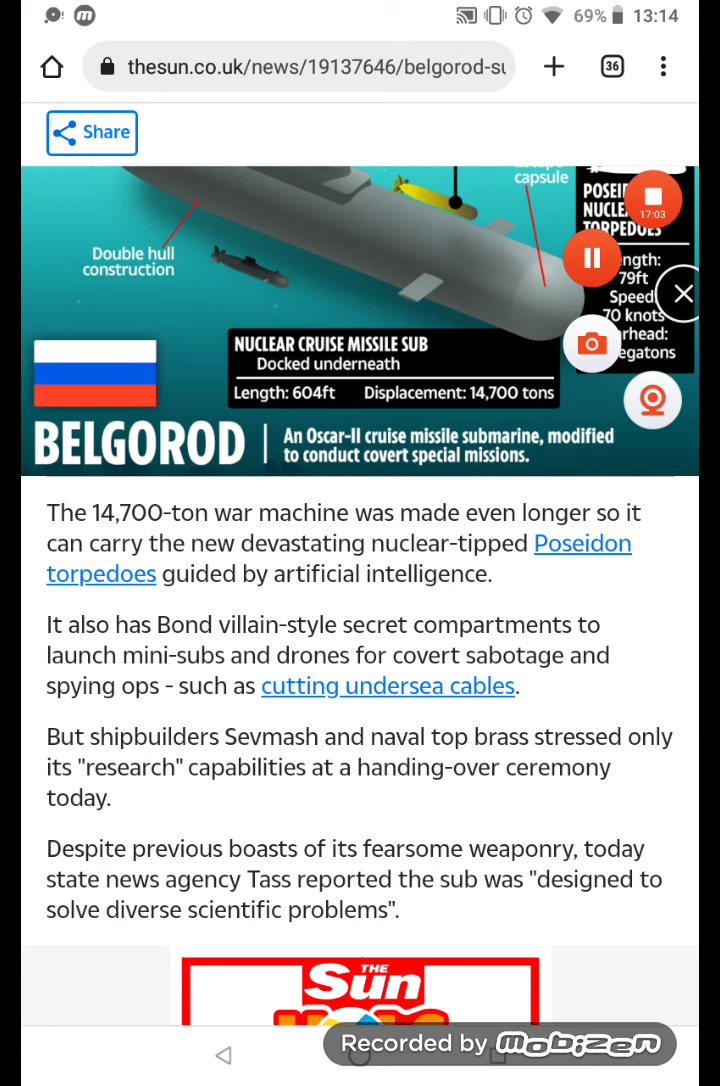 69% 13:14
thesun.co.uk/news/19137646/belgorod-su
36
Share
capsule
Double hull
construction
17:03
79ft
Speed
70 knots
NUCLEAR CRUISE MISSILE SUB
Docked underneath
Length: 604ft Displacement: 14,700 tons
BELGOROD
An Oscar-II cruise missile submarine, modified
to conduct covert special missions.
The 14,700-ton war machine was made even longer so it
can carry the new devastating nuclear-tipped Poseidon
torpedoes guided by artificial intelligence.
It also has Bond villain-style secret compartments to
launch mini-subs and drones for covert sabotage and
spying ops - such as cutting undersea cables.
But shipbuilders Sevmash and naval top brass stressed only
its "research" capabilities at a handing-over ceremony
today.
Despite previous boasts of its fearsome weaponry, today
state news agency Tass reported the sub was "designed to
solve diverse scientific problems".
THE
Sun
Recorded by mobizen